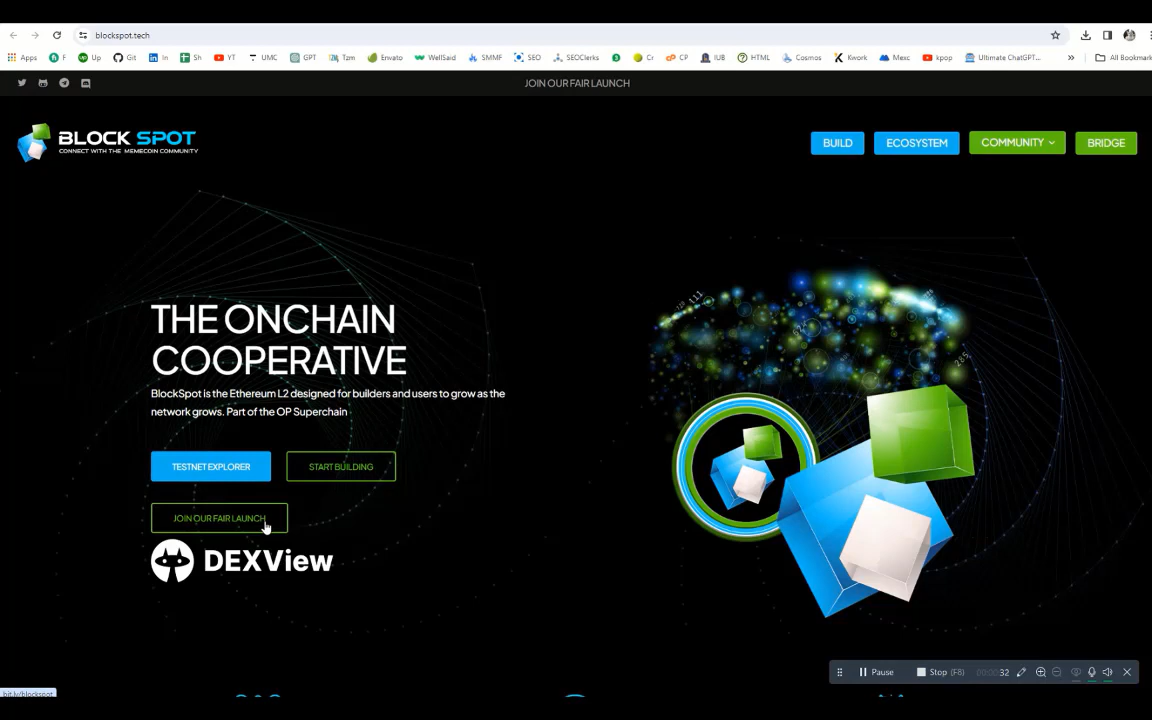 blockspot.tech
Apps F Up Git In Sh YT UMC GPT Tzm Envato WellSaid SMMF SEO SEOClerks Cr CP IUB HTML Cosmos Kwork Mexc kpop Ultimate ChatGPT... » All Bookmark
JOIN OUR FAIR LAUNCH
BLOCK SPOT
CONNECT WITH THE MEMECOIN COMMUNITY
BUILD ECOSYSTEM COMMUNITY BRIDGE
THE ONCHAIN
COOPERATIVE
BlockSpot is the Ethereum L2 designed for builders and users to grow as the
network grows. Part of the OP Superchain
TESTNET EXPLORER START BUILDING
JOIN OUR FAIR LAUNCH
DEXView
Pause Stop (F8) 00:00:32
bit.ly/blockspot